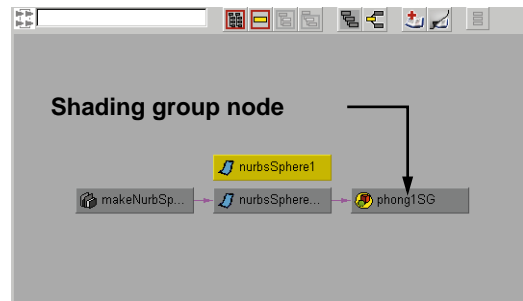 Shading group node
nurbsSphere1
makeNurbSp...
nurbsSphere...
phong1SG